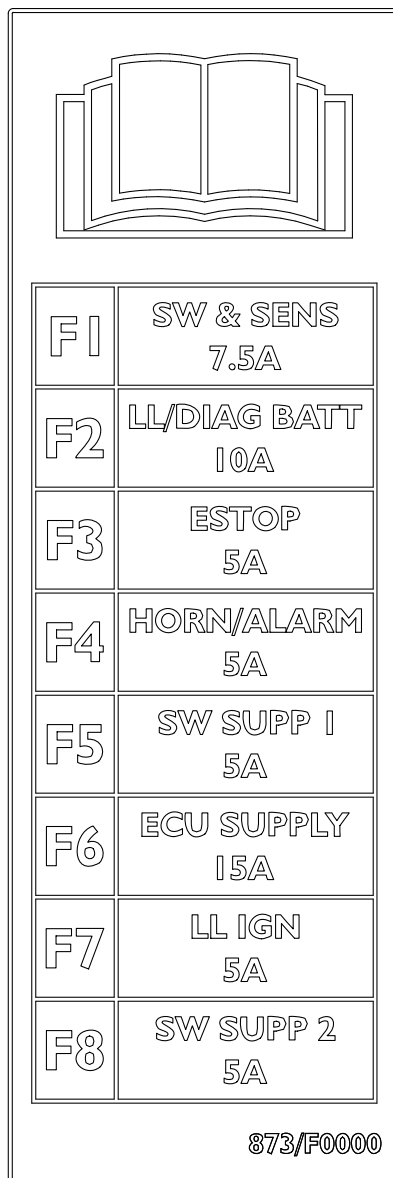 F1
SW & SENS
7.5A
F2
LL/DIAG BATT
10A
F3
ESTOP
5A
F4
HORN/ALARM
5A
F5
SW SUPP 1
5A
F6
ECU SUPPLY
15A
F7
LL IGN
5A
F8
SW SUPP 2
5A
873/F0000